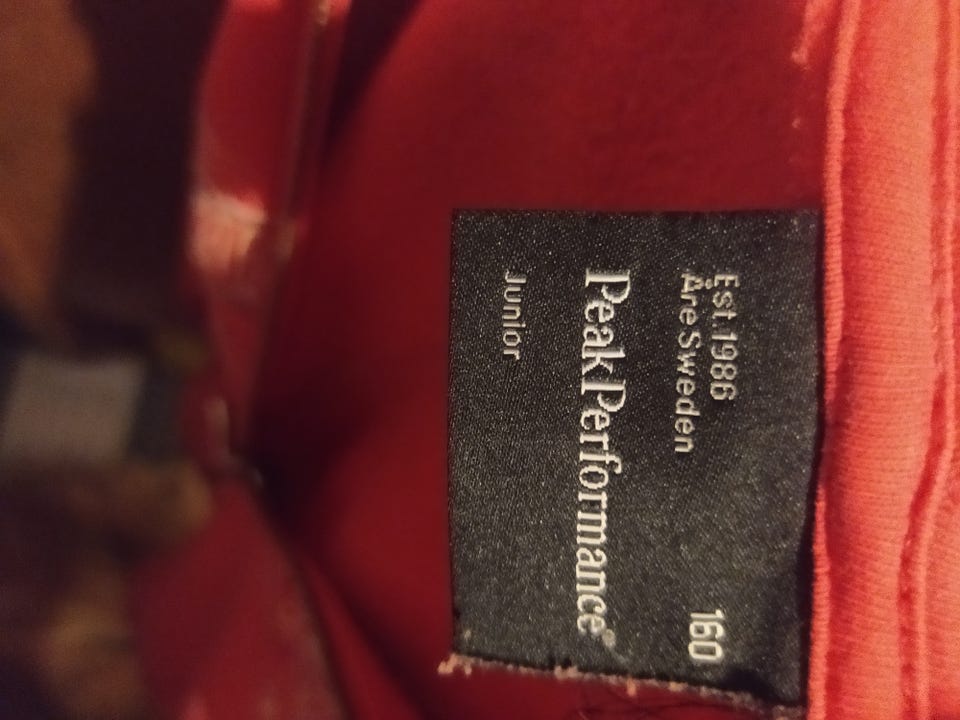 Est.1986
Åre Sweden 160
PeakPerformance®
Junior